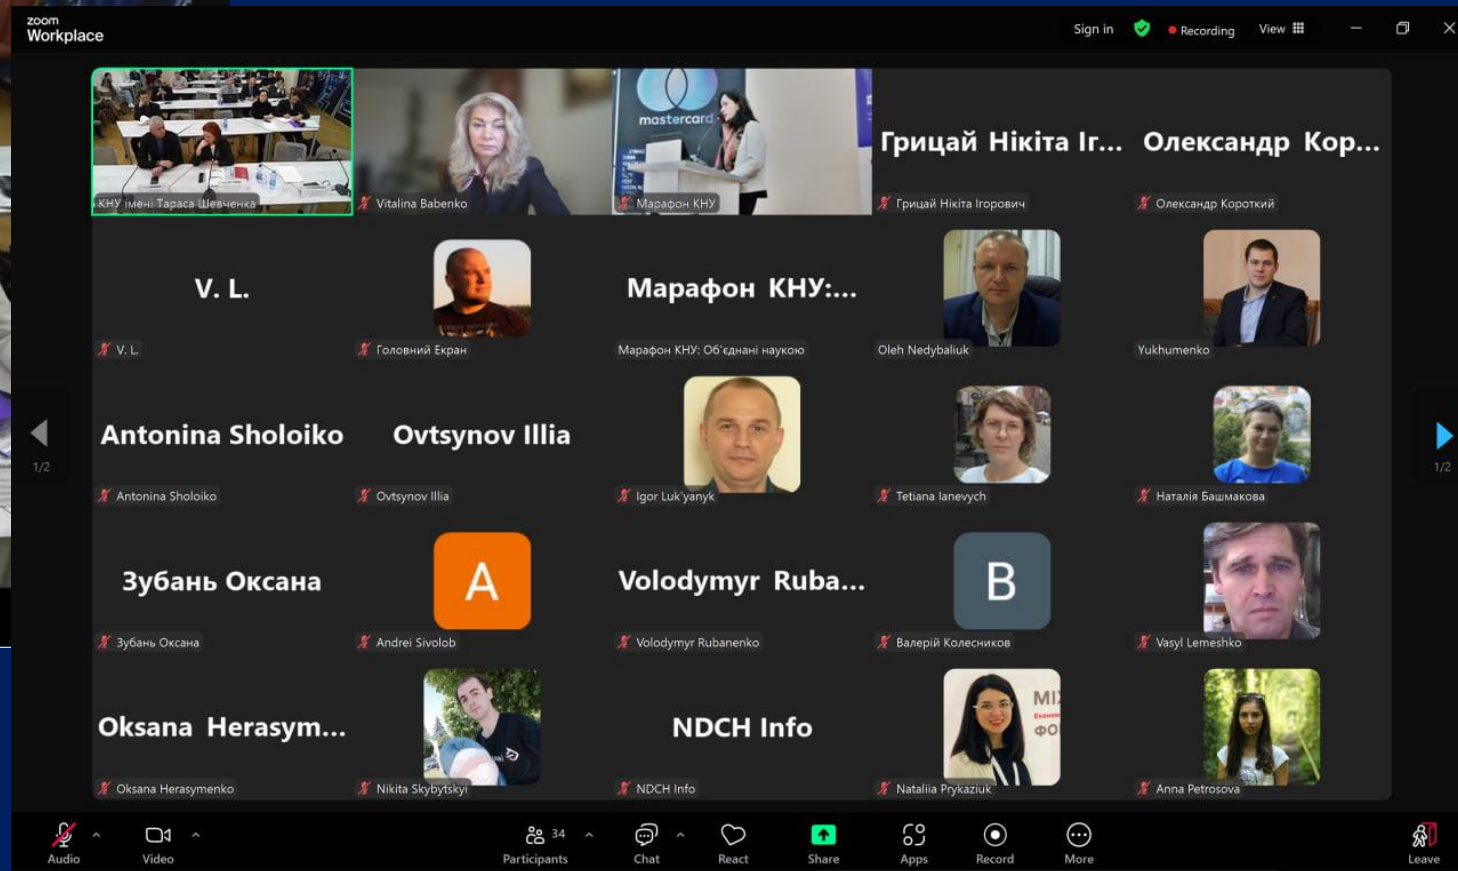 zoom
Workplace
Sign in
Recording
View
mastercard
КНУ імені Тараса Шевченка
Vitalina Babenko
Марафон КНУ
Грицай Нікіта Іг...
Грицай Нікіта Ігорович
Олександр Кор...
Олександр Короткий
V. L.
V. L.
Головний Екран
Марафон КНУ:...
Марафон КНУ: Об'єднані наукою
Oleh Nedybaliuk
Yukhumenko
1/2
Antonina Sholoiko
Antonina Sholoiko
Ovtsynov Illia
Ovtsynov Illia
Igor Luk'yanyk
Tetiana Ianevych
Наталія Башмакова
1/2
Зубань Оксана
Зубань Оксана
A
Andrei Sivolob
Volodymyr Ruba...
Volodymyr Rubanenko
В
Валерій Колесников
Vasyl Lemeshko
Oksana Herasym...
Oksana Herasymenko
Nikita Skybytskyi
NDCH Info
NDCH Info
Nataliia Prykaziuk
Anna Petrosova
Audio
Video
34
Participants
Chat
React
Share
Apps
Record
More
Leave